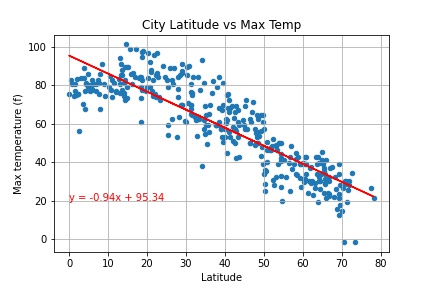 City Latitude vs Max Temp
Max temperature (f)
100
80
60
40
20
0
y = -0.94x + 95.34
0 10 20 30 40 50 60 70 80
Latitude